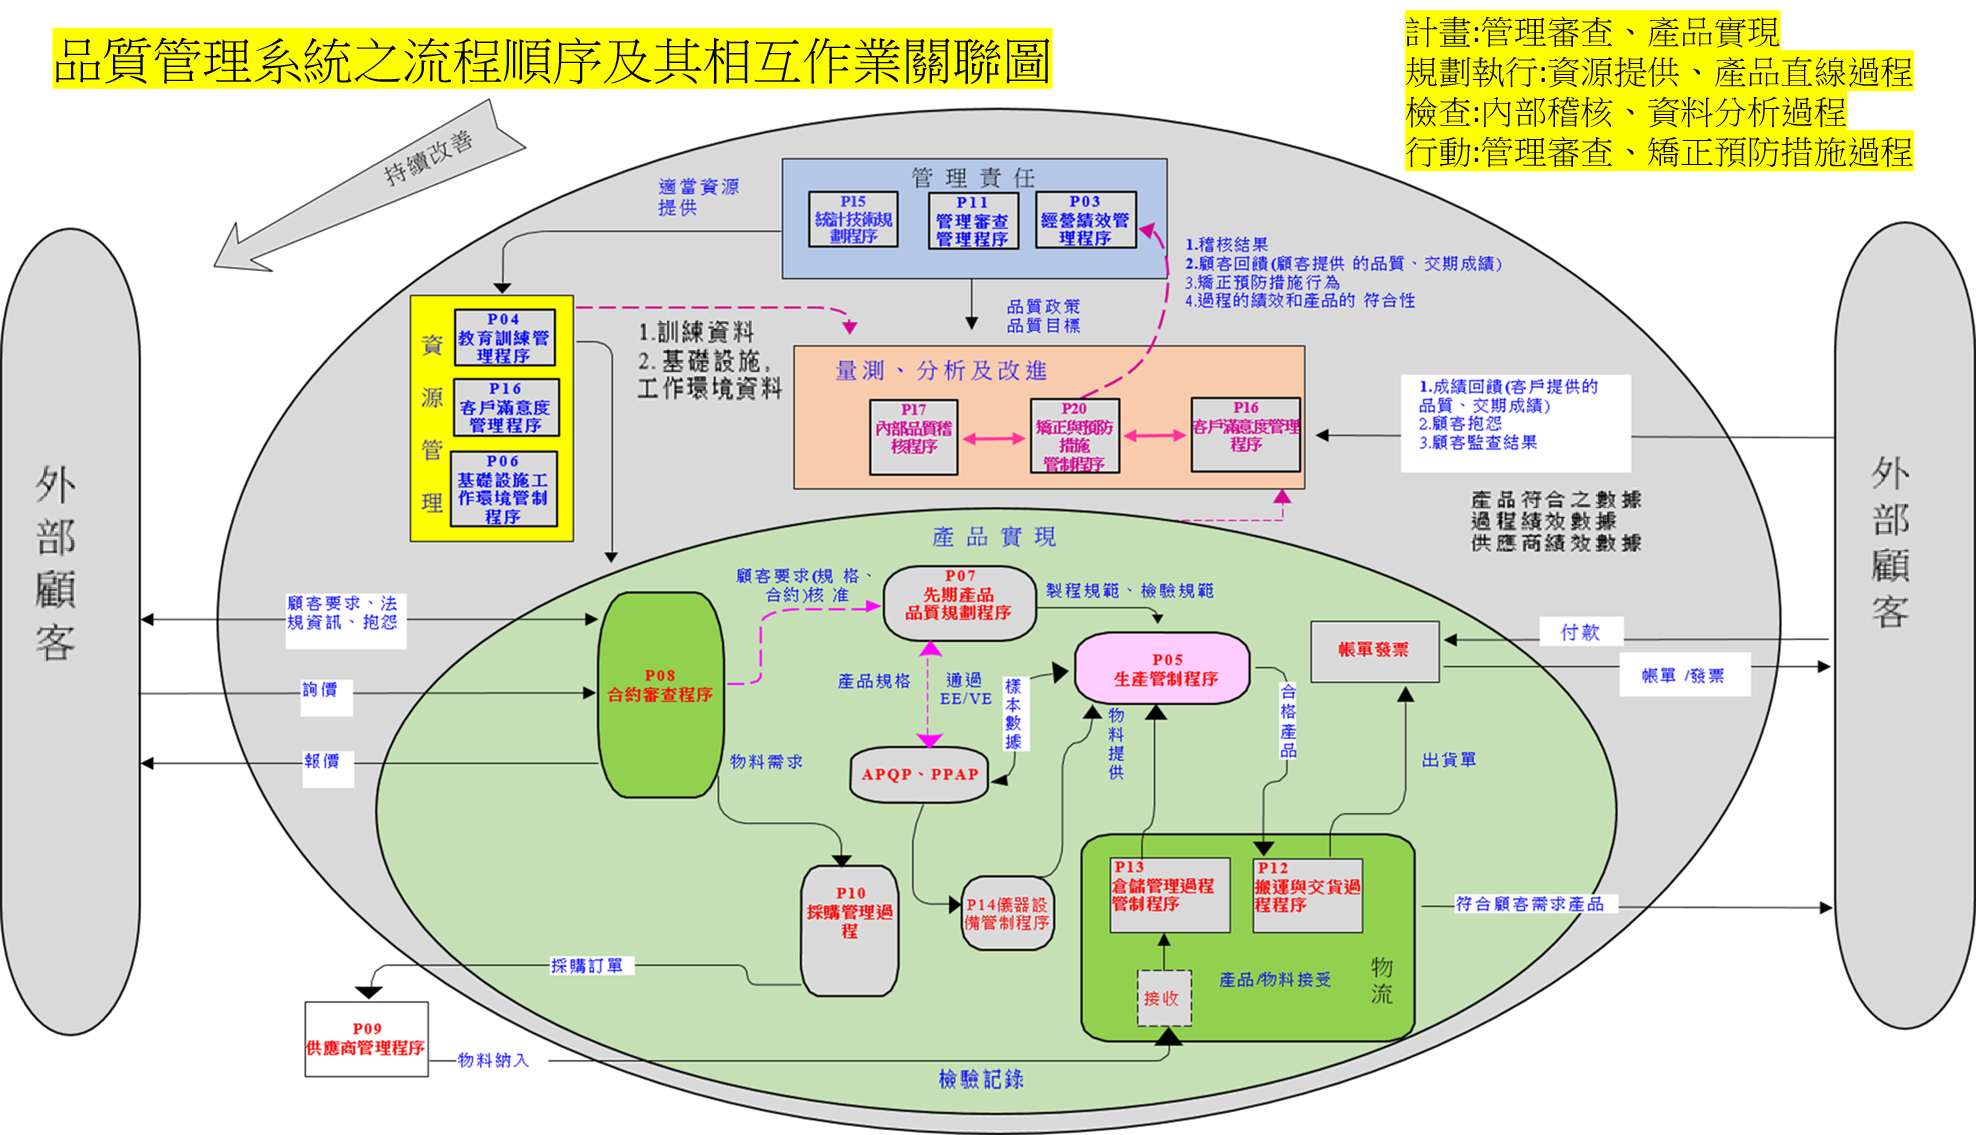 品質管理系統之流程順序及其相互作業關聯圖
計畫:管理審查、產品實現
規劃執行:資源提供、產品直線過程
檢查:內部稽核、資料分析過程
行動:管理審查、矯正預防措施過程
持續改善
適當資源
提供
管理責任
P15
統計技術規
劃程序
P11
管理審查
管理程序
P03
經營績效管
理程序
1.稽核結果
2.顧客回饋(顧客提供 的品質、交期成績)
3.矯正預防措施行為
4.過程的績效和產品的 符合性
品質政策
品質目標
資源管理
P04
教育訓練管
理程序
P16
客戶滿意度
管理程序
P06
基礎設施工
作環境管制
程序
1.訓練資料
2.基礎設施,
工作環境資料
量測、分析及改進
P17
內部品質稽
核程序
P20
矯正與預防
措施
管制程序
P16
客戶滿意度管理
程序
1.成績回饋(客戶提供的
品質、交期成績)
2.顧客抱怨
3.顧客監查結果
產品符合之數據
過程績效數據
供應商績效數據
外部顧客
外部顧客
產品實現
顧客要求、法
規資訊、抱怨
詢價
報價
P08
合約審查程序
顧客要求(規 格、
合約)核 准
P07
先期產品
品質規劃程序
製程規範、檢驗規範
產品規格
通過
EE/VE
樣本數據
P05
生產管制程序
物料提供
合格產品
帳單發票
付款
帳單 /發票
出貨單
物料需求
APQP、PPAP
P10
採購管理過
程
P14儀器設
備管制程序
P13
倉儲管理過程
管制程序
P12
搬運與交貨過
程程序
符合顧客需求產品
物流
接收
產品/物料接受
採購訂單
P09
供應商管理程序
物料納入
檢驗記錄